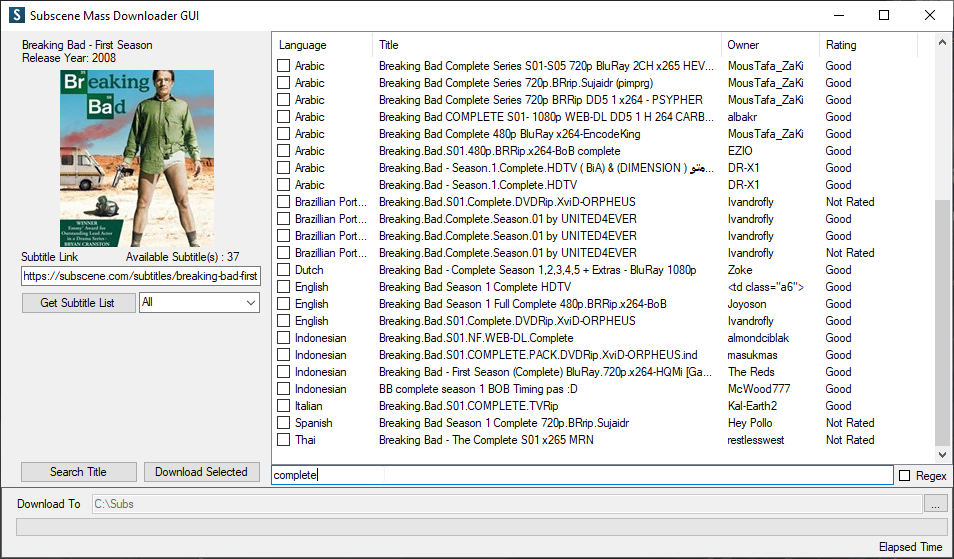 Subscene Mass Downloader GUI
Breaking Bad - First Season
Release Year: 2008
Breaking
Bad
WINNER
Emmy Award for
Outstanding Lead Actor
in a Drama Series
BRYAN CRANSTON
Subtitle Link Available Subtitle(s) : 37
https://subscene.com/subtitles/breaking-bad-first
Get Subtitle List All
Search Title Download Selected
Language Title Owner Rating
Arabic Breaking Bad Complete Series S01-S05 720p BluRay 2CH x265 HEV... MousTafa_ZaKi Good
Arabic Breaking Bad Complete Series 720p.BRrip.Sujaidr (pimprg) MousTafa_ZaKi Good
Arabic Breaking Bad Complete Series 720p BRRip DD5 1 x264 - PSYPHER MousTafa_ZaKi Good
Arabic Breaking Bad COMPLETE S01- 1080p WEB-DL DD5 1 H 264 CARB... albakr Good
Arabic Breaking Bad Complete 480p BluRay x264-EncodeKing MousTafa_ZaKi Good
Arabic Breaking.Bad.S01.480p.BRRip.x264-BoB complete EZIO Good
Arabic Breaking Bad - Season.1.Complete.HDTV ( BiA) & (DIMENSION ) متو... DR-X1 Good
Arabic Breaking Bad - Season.1.Complete.HDTV DR-X1 Good
Brazillian Port... Breaking.Bad.S01.Complete.DVDRip.XviD-ORPHEUS Ivandrofly Not Rated
Brazillian Port... Breaking.Bad.Complete.Season.01 by UNITED4EVER Ivandrofly Good
Brazillian Port... Breaking.Bad.Complete.Season.01 by UNITED4EVER Ivandrofly Good
Brazillian Port... Breaking.Bad.Complete.Season.01 by UNITED4EVER Ivandrofly Not Rated
Dutch Breaking Bad - Complete Season 1,2,3,4,5 + Extras - BluRay 1080p Zoke Good
English Breaking Bad Season 1 Complete HDTV <td class="a6"> Good
English Breaking Bad Season 1 Full Complete 480p.BRRip.x264-BoB Joyoson Good
English Breaking.Bad.S01.Complete.DVDRip.XviD-ORPHEUS Ivandrofly Good
Indonesian Breaking.Bad.S01.NF.WEB-DL.Complete almondciblak Good
Indonesian Breaking.Bad.S01.COMPLETE.PACK.DVDRip.XviD-ORPHEUS.ind masukmas Good
Indonesian Breaking Bad - First Season (Complete) BluRay.720p.x264-HQMi [Ga... The Reds Good
Indonesian BB complete season 1 BOB Timing pas :D McWood777 Good
Italian Breaking.Bad.S01.COMPLETE.TVRip Kal-Earth2 Good
Spanish Breaking Bad Season 1 Complete 720p.BRrip.Sujaidr Hey Pollo Not Rated
Thai Breaking Bad - The Complete S01 x265 MRN restlesswest Not Rated
complete Regex
Download To C:\Subs ...
Elapsed Time